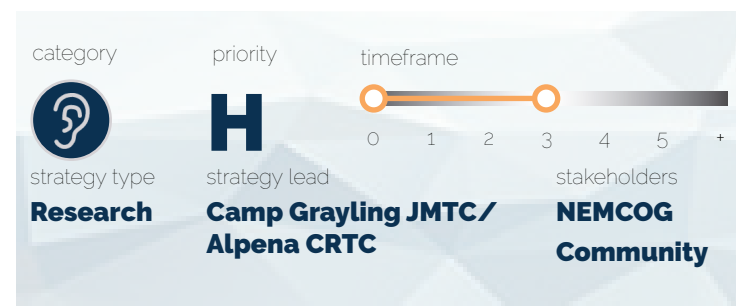 category
priority
timeframe
H
0 1 2 3 4 5 +
strategy type
strategy lead
stakeholders
Research
Camp Grayling JMTC/
Alpena CRTC
NEMCOG
Community